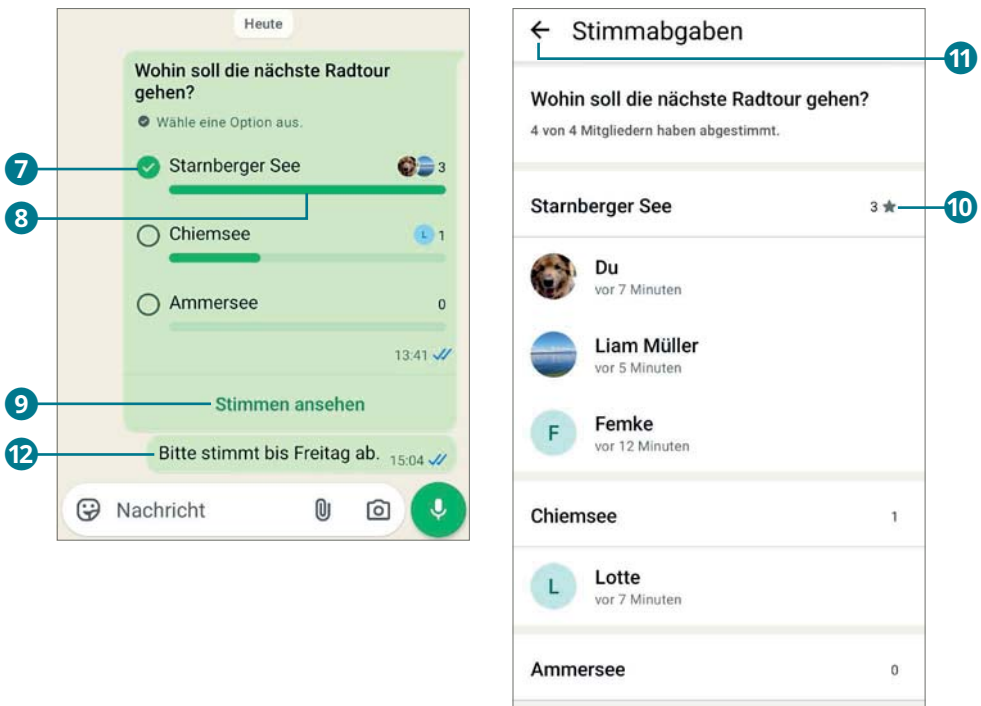 Heute
Wohin soll die nächste Radtour
gehen?
Wähle eine Option aus.
7
Starnberger See 3
8
Chiemsee L 1
Ammersee 0
13:41
9
Stimmen ansehen
12
Bitte stimmt bis Freitag ab. 15:04
Nachricht
Stimmabgaben
11
Wohin soll die nächste Radtour gehen?
4 von 4 Mitgliedern haben abgestimmt.
Starnberger See 3
10
Du
vor 7 Minuten
Liam Müller
vor 5 Minuten
F
Femke
vor 12 Minuten
Chiemsee 1
L
Lotte
vor 7 Minuten
Ammersee 0